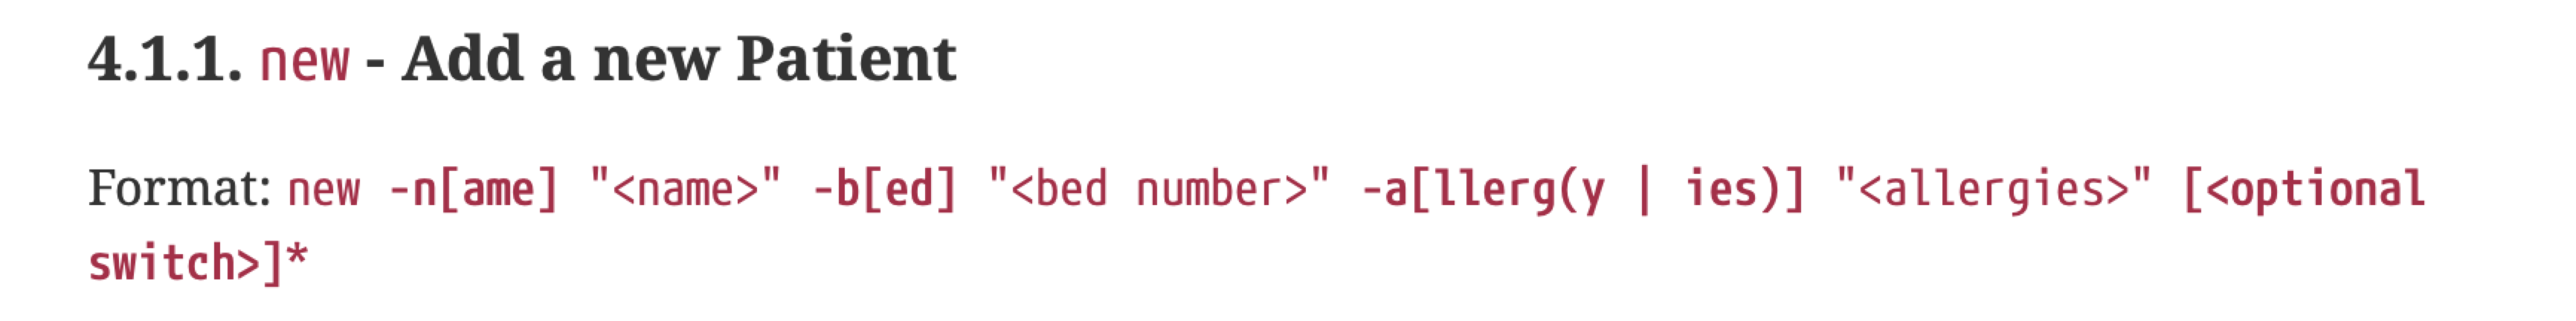 4.1.1. new - Add a new Patient
Format: new -n[ame] "<name>" -b[ed] "<bed number>" -a[llerg(y | ies)] "<allergies>" [<optional
switch>]*